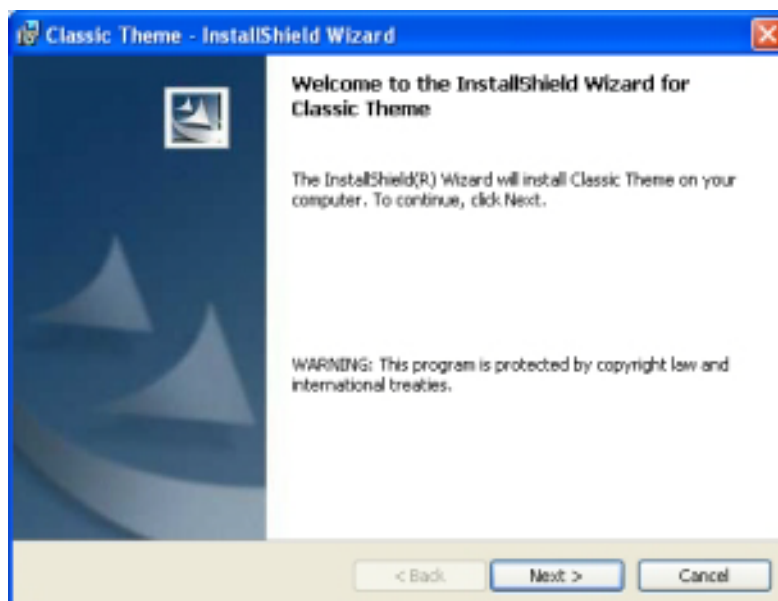 Classic Theme - InstallShield Wizard
Welcome to the InstallShield Wizard for
Classic Theme
The InstallShield(R) Wizard will install Classic Theme on your
computer. To continue, click Next.
WARNING: This program is protected by copyright law and
international treaties.
< Back
Next >
Cancel